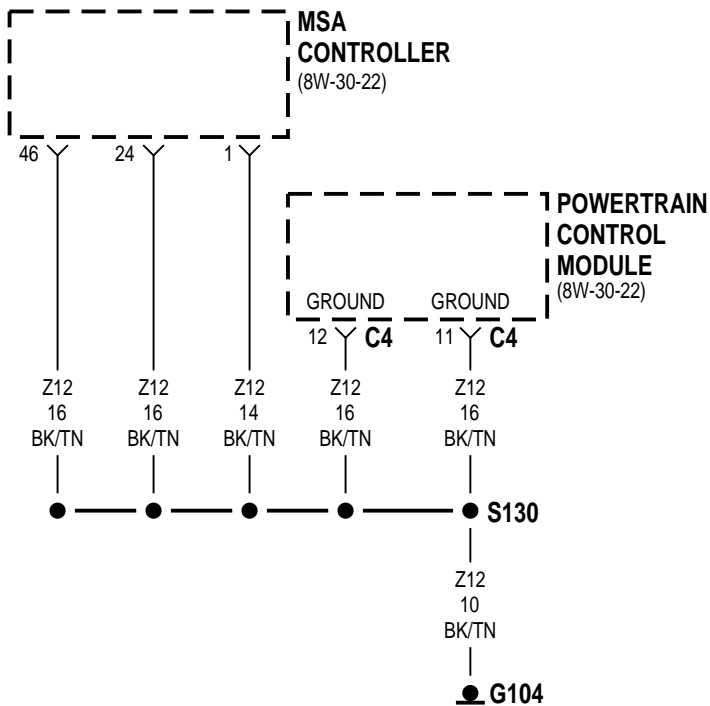 MSA
CONTROLLER
(8W-30-22)
46 24 1
POWERTRAIN
CONTROL
MODULE
(8W-30-22)
GROUND GROUND
12 C4 11 C4
Z12 Z12 Z12 Z12 Z12
16 16 14 16 16
BK/TN BK/TN BK/TN BK/TN BK/TN
S130
Z12
10
BK/TN
G104